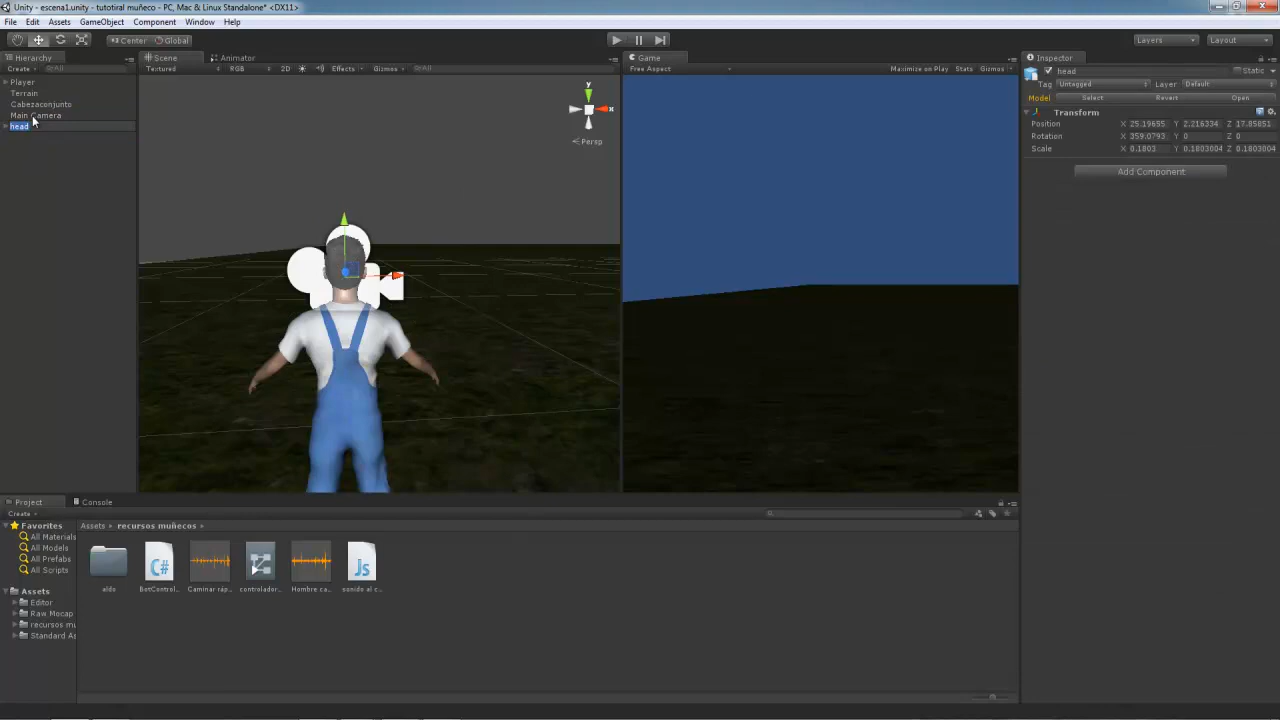 Unity - escena1.unity - tutotiral muñeco - PC, Mac & Linux Standalone* <DX11>
File Edit Assets GameObject Component Window Help
Center Global Layers Layout
Hierarchy Scene Animator Game Inspector
Create All Textured RGB 2D Effects Gizmos All Free Aspect Maximize on Play Stats Gizmos head Static
Player
Terrain
Cabezaconjunto
Main Camera
head
y
x
Persp
Tag Untagged Layer Default
Model Select Revert Open
Transform
Position X 25.19655 Y 2.216334 Z 17.85851
Rotation X 359.0793 Y 0 Z 0
Scale X 0.1803 Y 0.1803004 Z 0.1803004
Add Component
Project Console
Create
Favorites
All Materials
All Models
All Prefabs
All Scripts
Assets
Editor
Raw Mocap
recursos mu
Standard As
Assets recursos muñecos
C#
Js
aldo BotControl... Caminar ráp... controlador... Hombre ca... sonido al c...